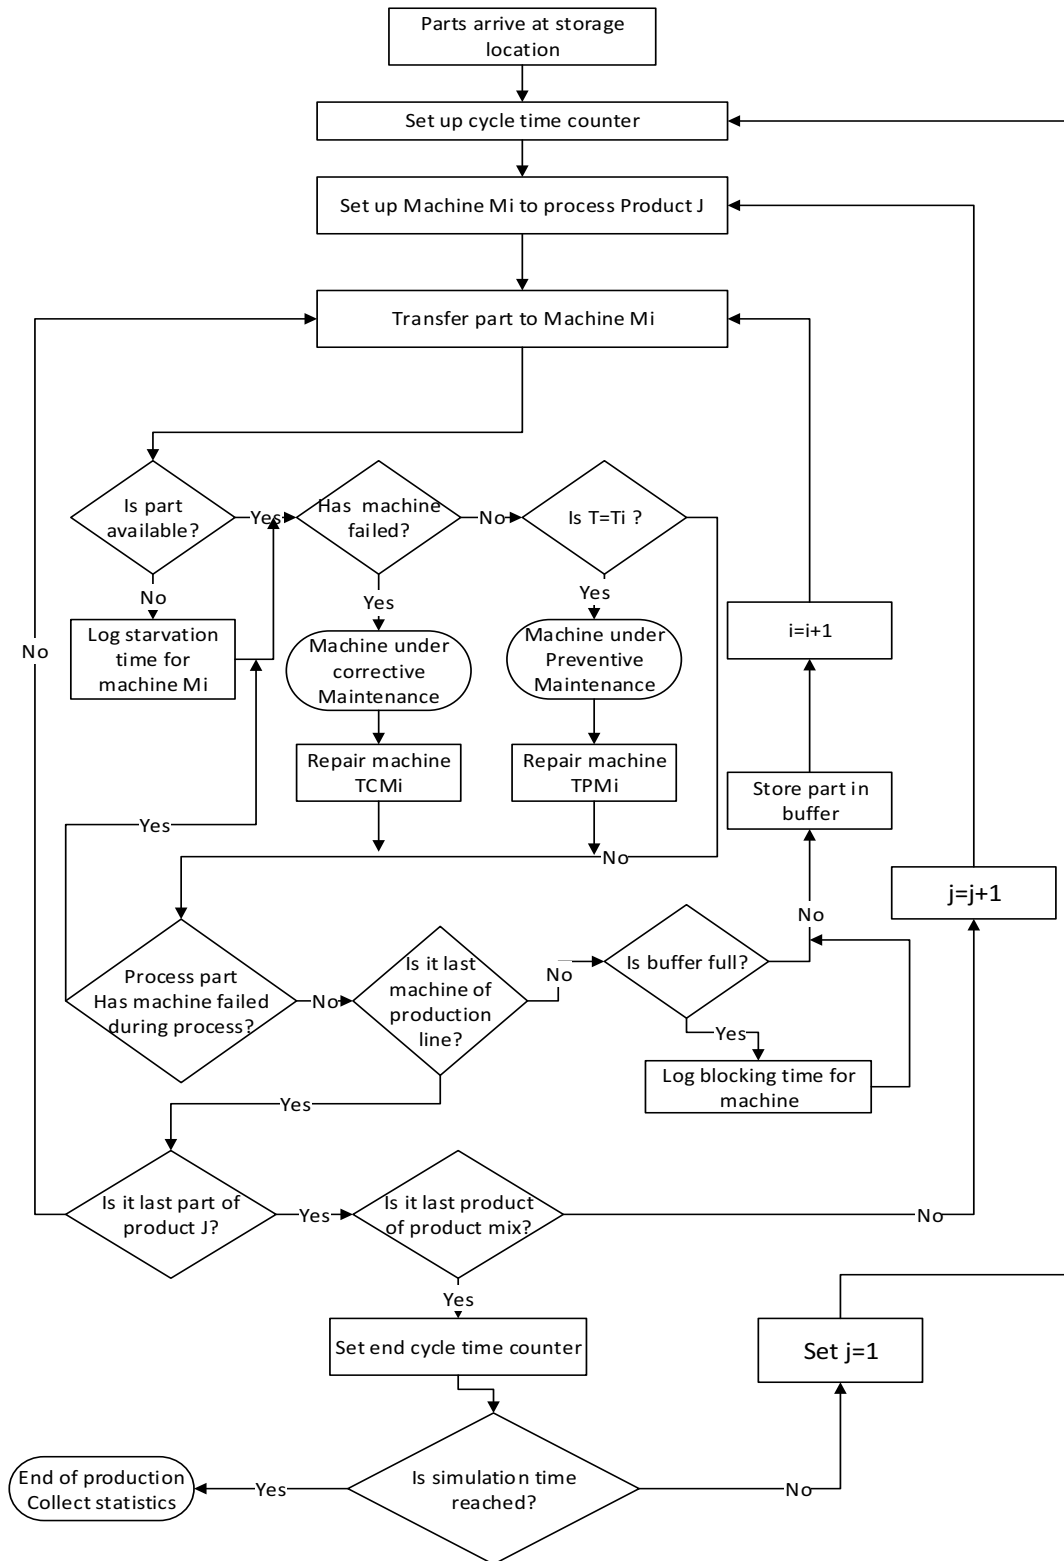 Parts arrive at storage
location
Set up cycle time counter
Set up Machine Mi to process Product J
Transfer part to Machine Mi
Is part
available?
Yes
Has  machine
failed?
No
Is T=Ti ?
No
Yes
Yes
Log starvation
time for
machine Mi
No
Machine under
corrective
Maintenance
Machine under
Preventive
Maintenance
i=i+1
Repair machine
TCMi
Repair machine
TPMi
Store part in
buffer
Yes
No
j=j+1
No
Process part
Has machine failed
during process?
No
Is it last
machine of
production
line?
No
Is buffer full?
Yes
Log blocking time for
machine
Yes
Is it last part of
product J?
Yes
Is it last product
of product mix?
No
Yes
Set end cycle time counter
Set j=1
End of production
Collect statistics
Yes
Is simulation time
reached?
No